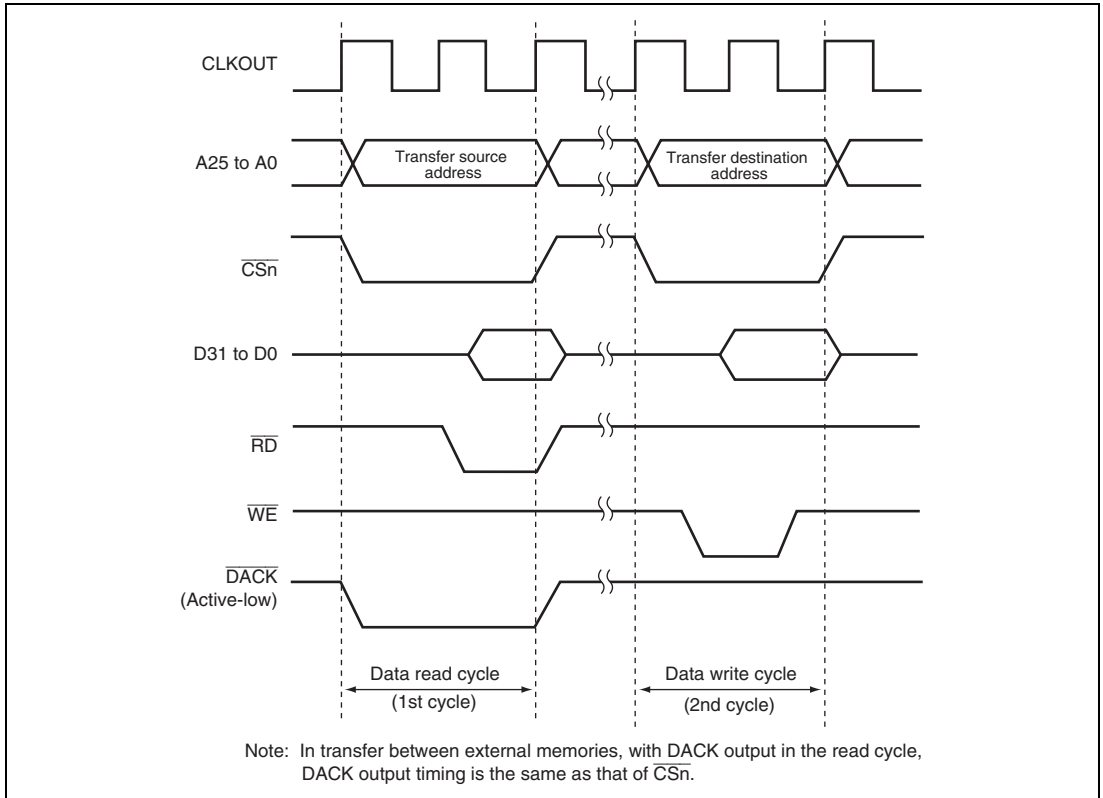 CLKOUT
A25 to A0
Transfer source
address
Transfer destination
address
CSn
D31 to D0
RD
WE
DACK
(Active-low)
Data read cycle
(1st cycle)
Data write cycle
(2nd cycle)
Note: In transfer between external memories, with DACK output in the read cycle,
DACK output timing is the same as that of CSn.